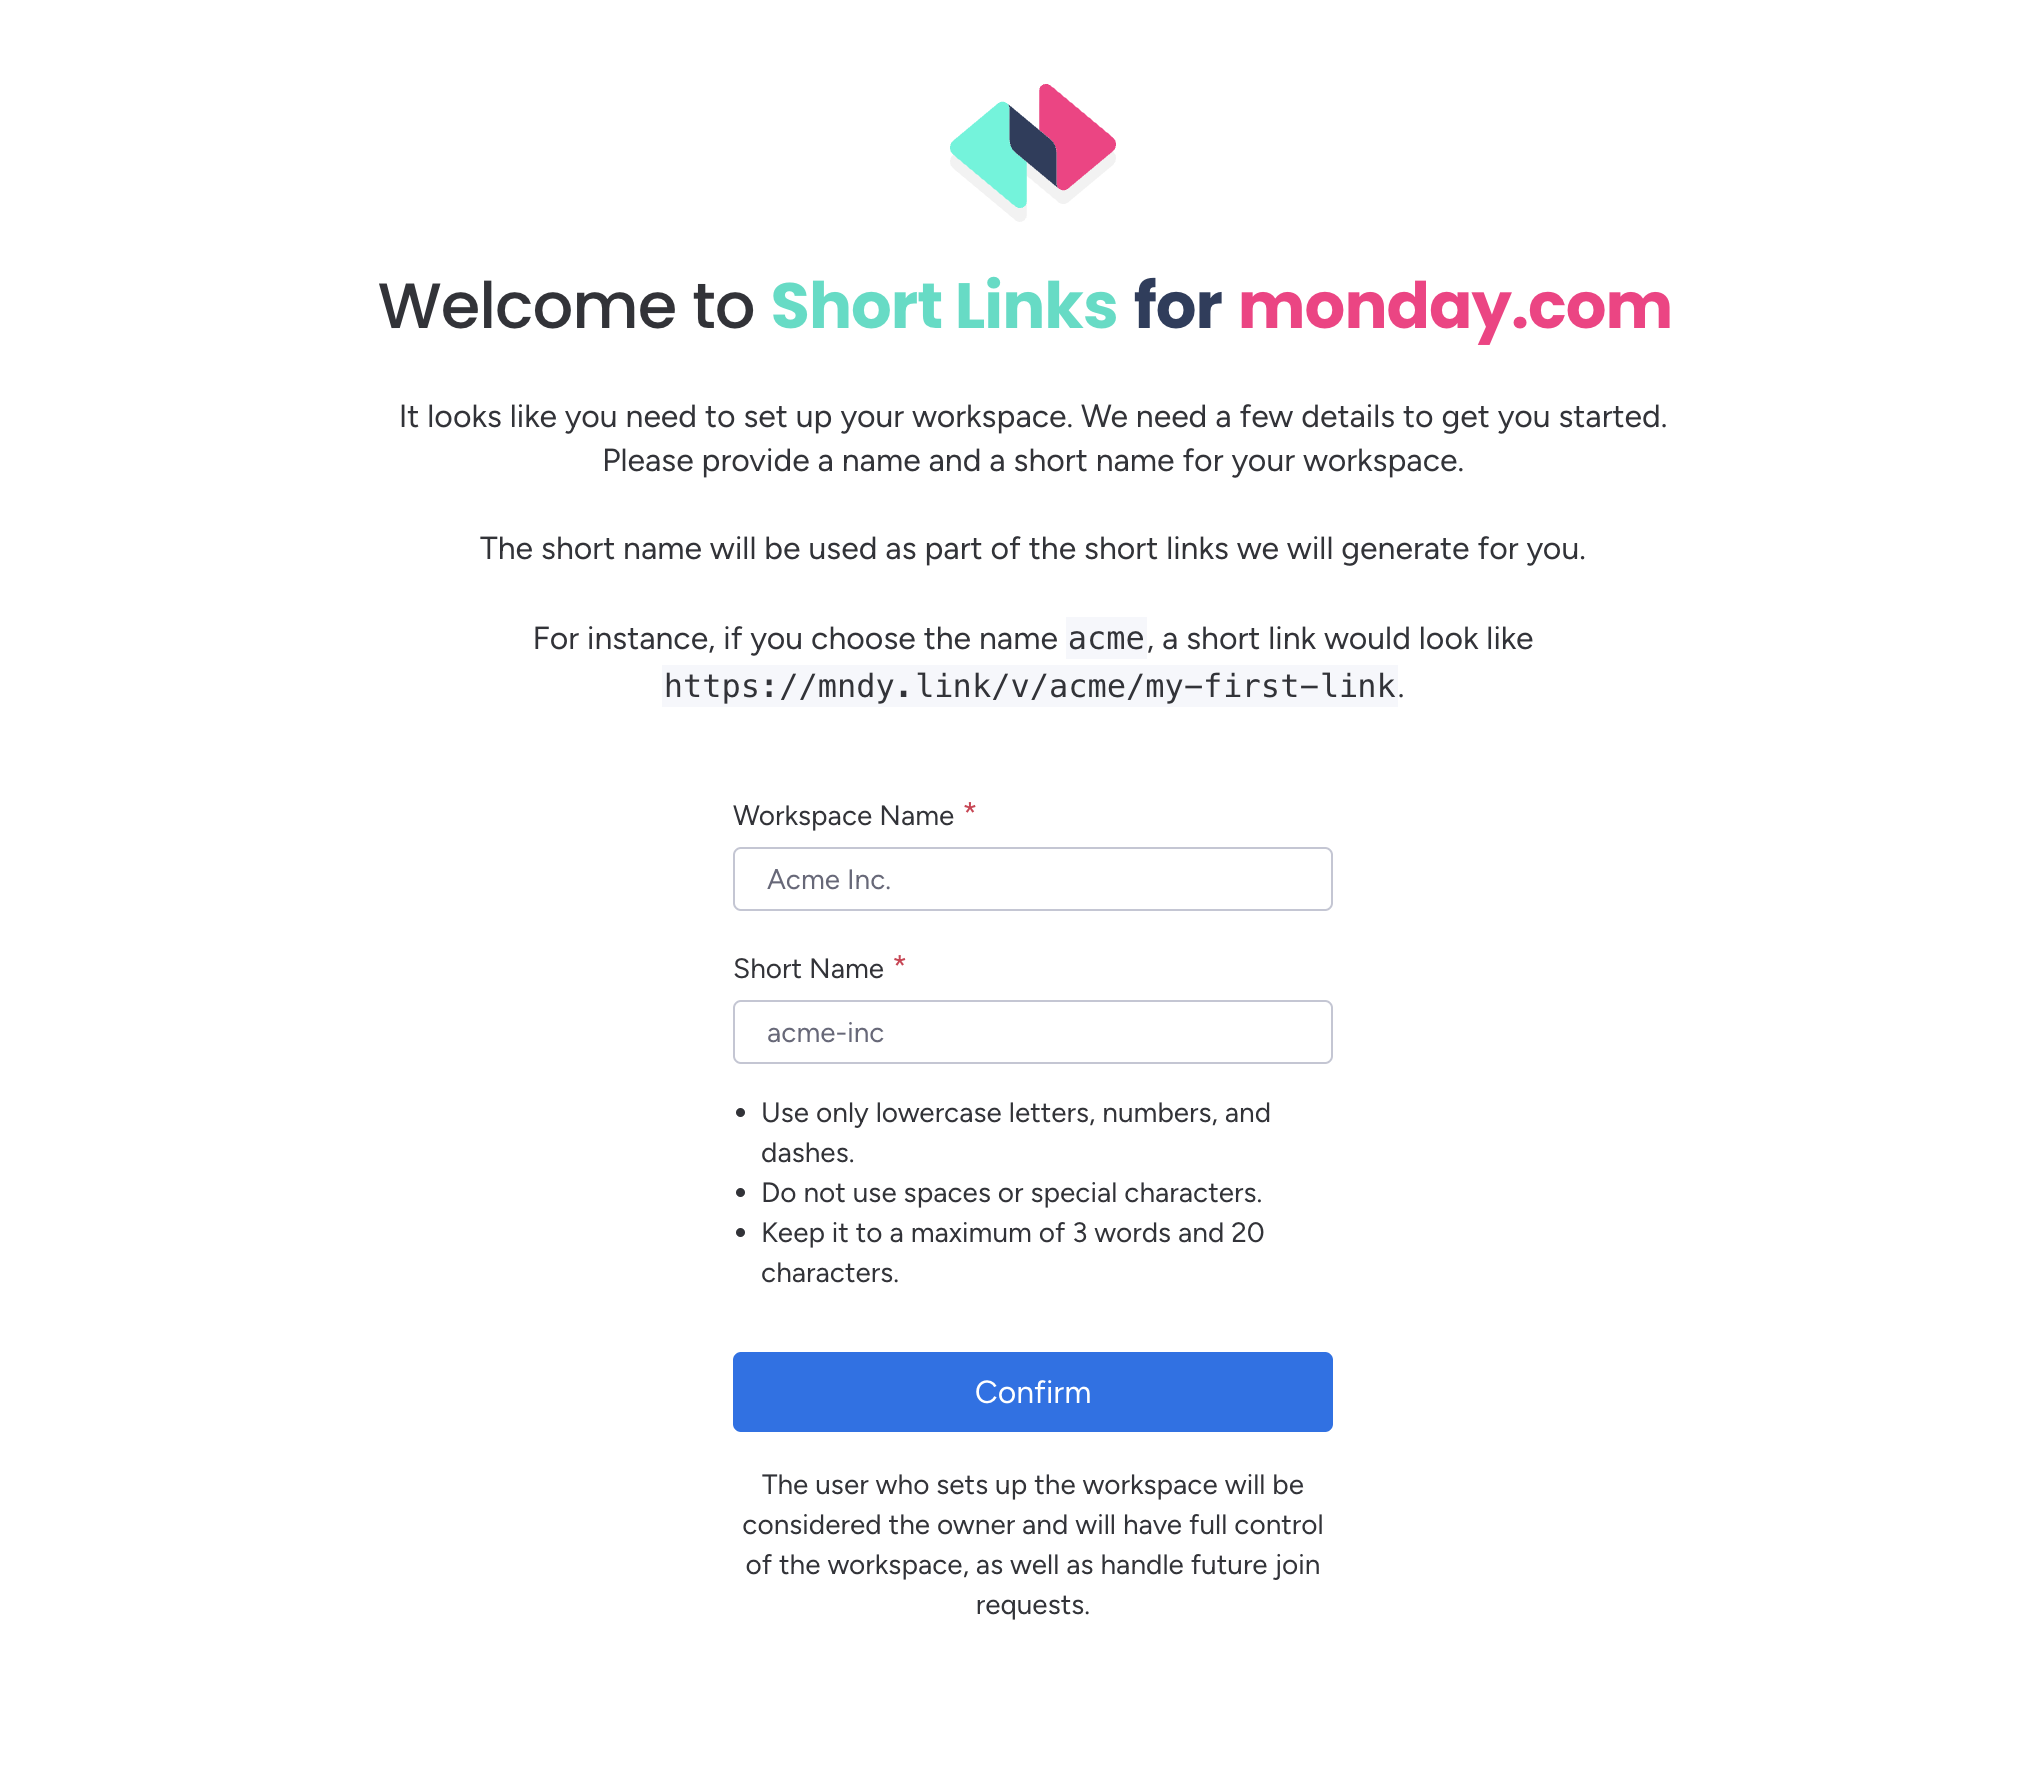 Welcome to Short Links for monday.com
It looks like you need to set up your workspace. We need a few details to get you started.
Please provide a name and a short name for your workspace.
The short name will be used as part of the short links we will generate for you.
For instance, if you choose the name acme, a short link would look like
https://mndy.link/v/acme/my-first-link.
Workspace Name *
Acme Inc.
Short Name *
acme-inc
• Use only lowercase letters, numbers, and
dashes.
• Do not use spaces or special characters.
• Keep it to a maximum of 3 words and 20
characters.
Confirm
The user who sets up the workspace will be
considered the owner and will have full control
of the workspace, as well as handle future join
requests.